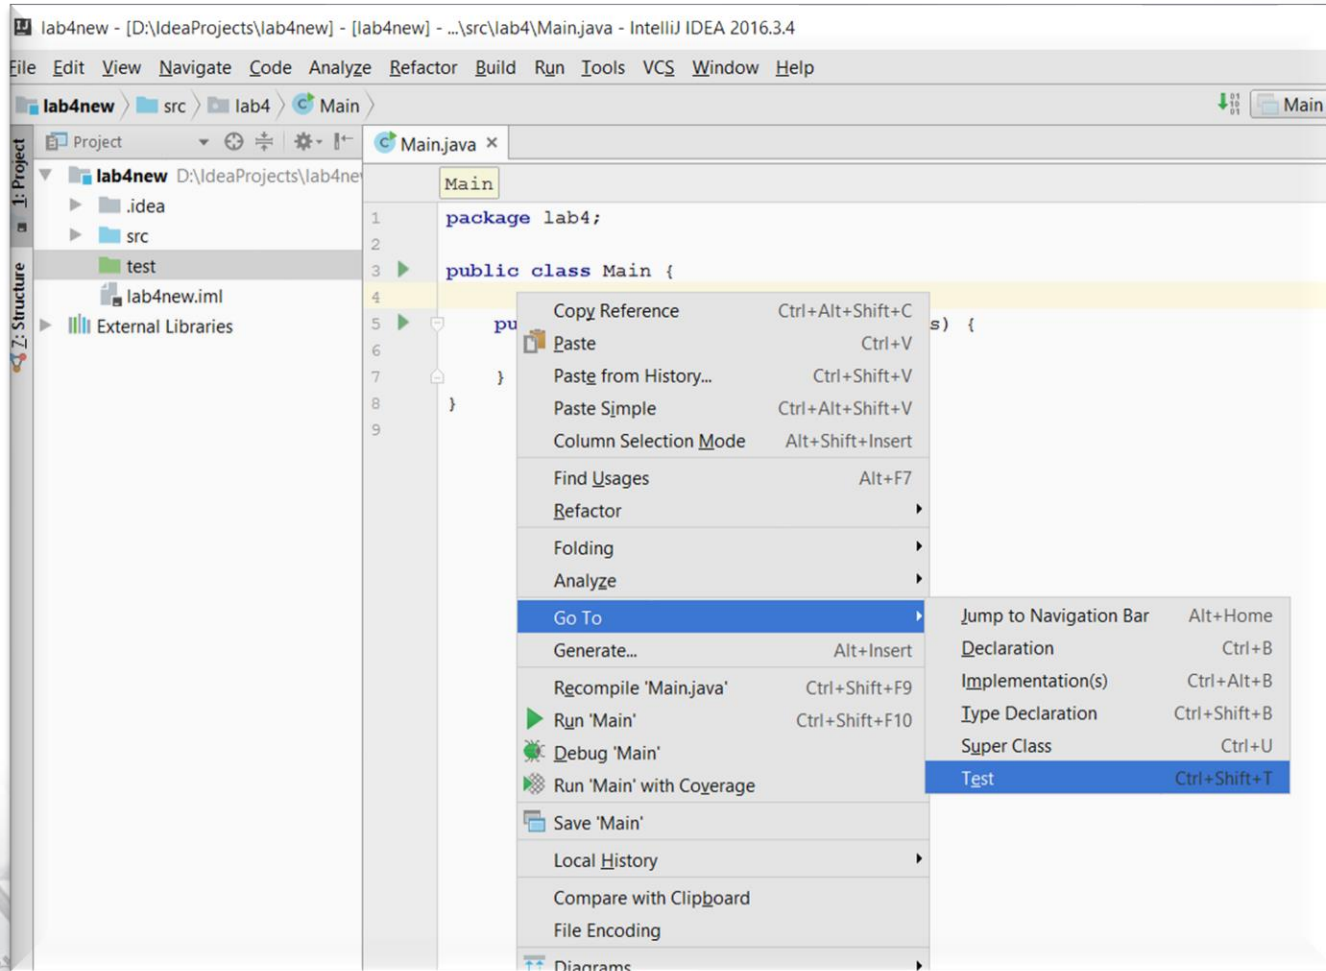 lab4new - [D:\IdeaProjects\lab4new] - [lab4new] - ...\src\lab4\Main.java - IntelliJ IDEA 2016.3.4
File Edit View Navigate Code Analyze Refactor Build Run Tools VCS Window Help
lab4new src lab4 Main
Main
1: Project
7: Structure
Project
lab4new D:\IdeaProjects\lab4ne
.idea
src
test
lab4new.iml
External Libraries
Main.java
Main
1 package lab4;
2
3 public class Main {
4
5 pu s) {
6
7 }
8 }
9
Copy Reference Ctrl+Alt+Shift+C
Paste Ctrl+V
Paste from History... Ctrl+Shift+V
Paste Simple Ctrl+Alt+Shift+V
Column Selection Mode Alt+Shift+Insert
Find Usages Alt+F7
Refactor
Folding
Analyze
Go To
Generate... Alt+Insert
Recompile 'Main.java' Ctrl+Shift+F9
Run 'Main' Ctrl+Shift+F10
Debug 'Main'
Run 'Main' with Coverage
Save 'Main'
Local History
Compare with Clipboard
File Encoding
Diagrams
Jump to Navigation Bar Alt+Home
Declaration Ctrl+B
Implementation(s) Ctrl+Alt+B
Type Declaration Ctrl+Shift+B
Super Class Ctrl+U
Test Ctrl+Shift+T